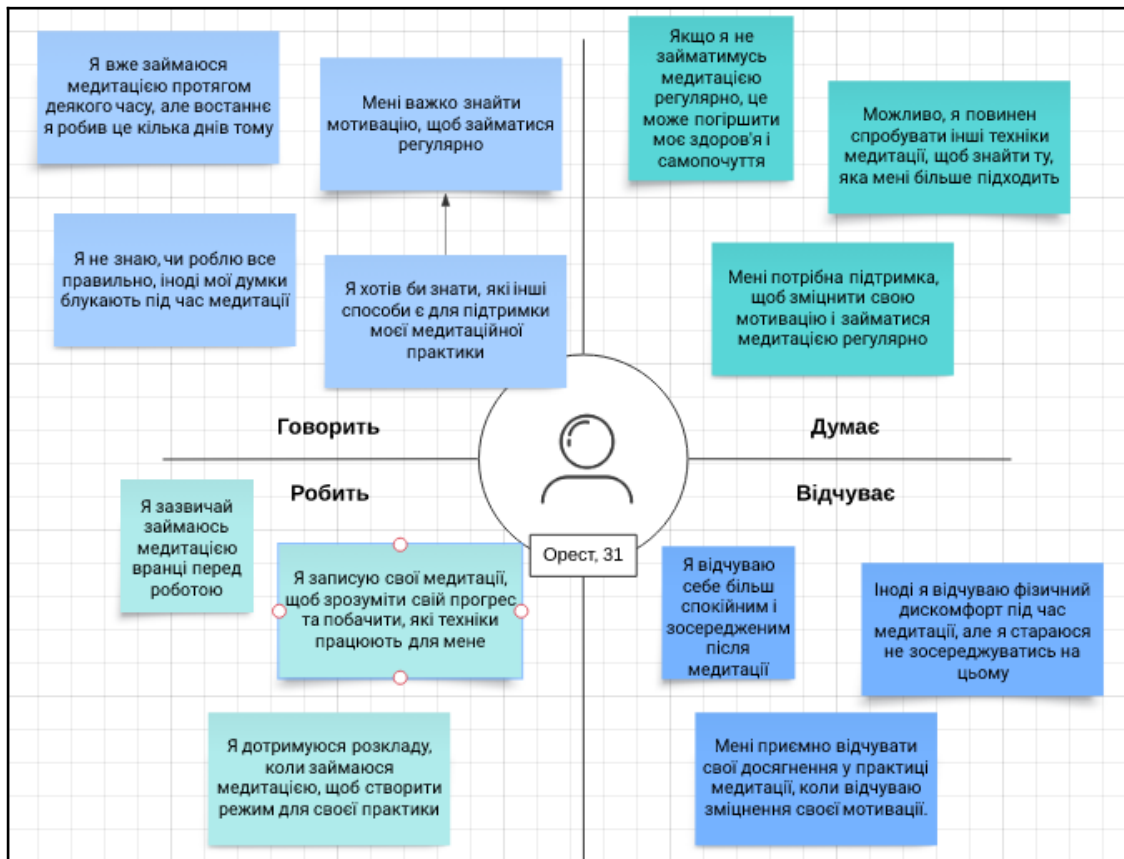 Я вже займаюся
медитацією протягом
деякого часу, але востаннє
я робив це кілька днів тому
Мені важко знайти
мотивацію, щоб займатися
регулярно
Я не знаю, чи роблю все
правильно, іноді мої думки
блукають під час медитації
Я хотів би знати, які інші
способи є для підтримки
моєї медитаційної
практики
Говорить
Якщо я не
займатимусь
медитацією
регулярно, це
може погіршити
моє здоров'я і
самопочуття
Можливо, я повинен
спробувати інші техніки
медитації, щоб знайти ту,
яка мені більше підходить
Мені потрібна підтримка,
щоб зміцнити свою
мотивацію і займатися
медитацією регулярно
Думає
Робить
Я зазвичай
займаюсь
медитацією
вранці перед
роботою
Я записую свої медитації,
щоб зрозуміти свій прогрес
та побачити, які техніки
працюють для мене
Я дотримуюся розкладу,
коли займаюся
медитацією, щоб створити
режим для своєї практики
Орест, 31
Відчуває
Я відчуваю
себе більш
спокійним і
зосередженим
після
медитації
Іноді я відчуваю фізичний
дискомфорт під час
медитації, але я стараюся
не зосереджуватись на
цьому
Мені приємно відчувати
свої досягнення у практиці
медитації, коли відчуваю
зміцнення своєї мотивації.